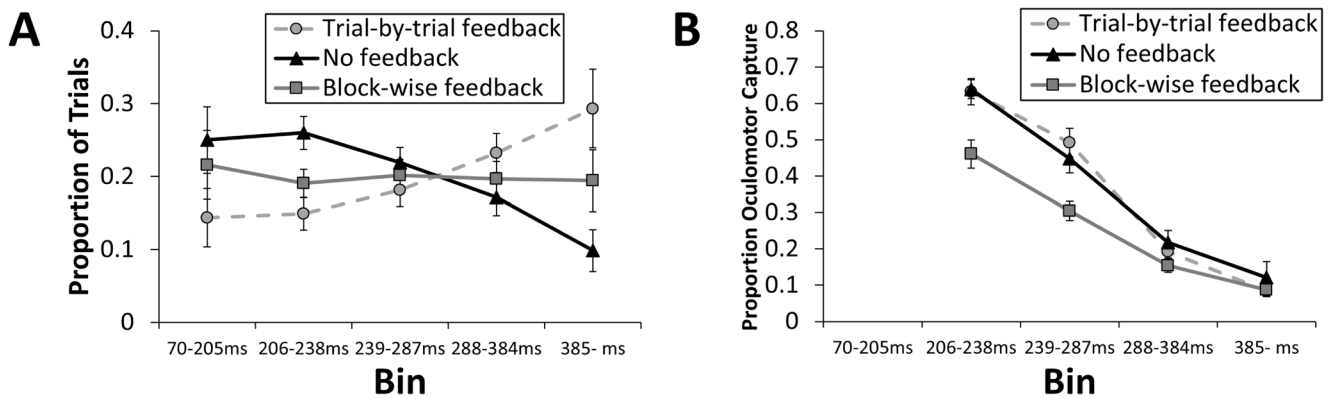 A
Proportion of Trials
0.4
0.3
0.2
0.1
0
Trial-by-trial feedback
No feedback
Block-wise feedback
70-205ms 206-238ms 239-287ms 288-384ms 385- ms
Bin
B
Proportion Oculomotor Capture
0.8
0.7
0.6
0.5
0.4
0.3
0.2
0.1
0
Trial-by-trial feedback
No feedback
Block-wise feedback
70-205ms 206-238ms 239-287ms 288-384ms 385- ms
Bin